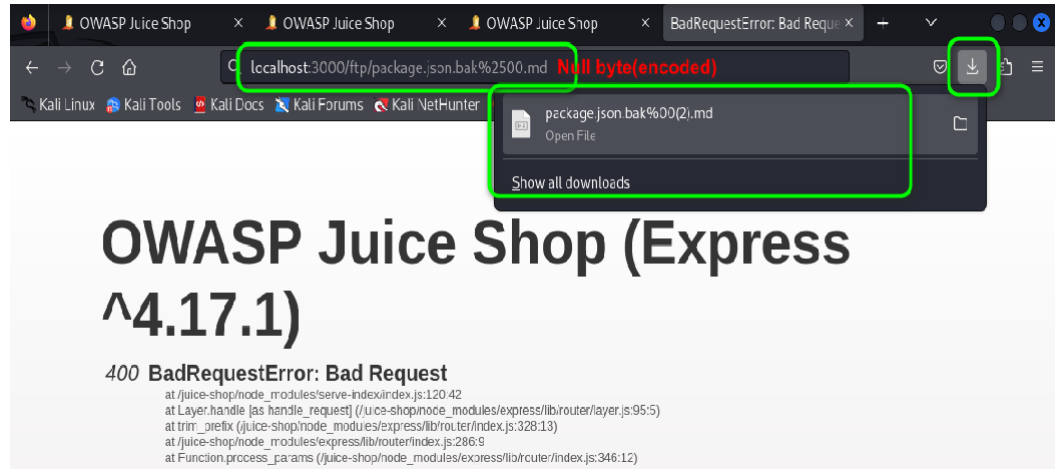 OWASP Juice Shop
OWASP Juice Shop
OWASP Juice Shop
BadRequestError: Bad Reque
localhost:3000/ftp/package.json.bak%2500.md
Null byte(encoded)
Kali Linux
Kali Tools
Kali Docs
Kali Forums
Kali NetHunter
package.json.bak%00(2).md
Open File
Show all downloads
OWASP Juice Shop (Express
^4.17.1)
400 BadRequestError: Bad Request
at /juice-shop/node_modules/serve-index/index.js:120:42
at Layer.handle [as handle_request] (/juice-shop/node_modules/express/lib/router/layer.js:95:5)
at trim_prefix (/juice-shop/node_modules/express/lib/router/index.js:328:13)
at /juice-shop/node_modules/express/lib/router/index.js:286:9
at Function.process_params (/juice-shop/node_modules/express/lib/router/index.js:346:12)